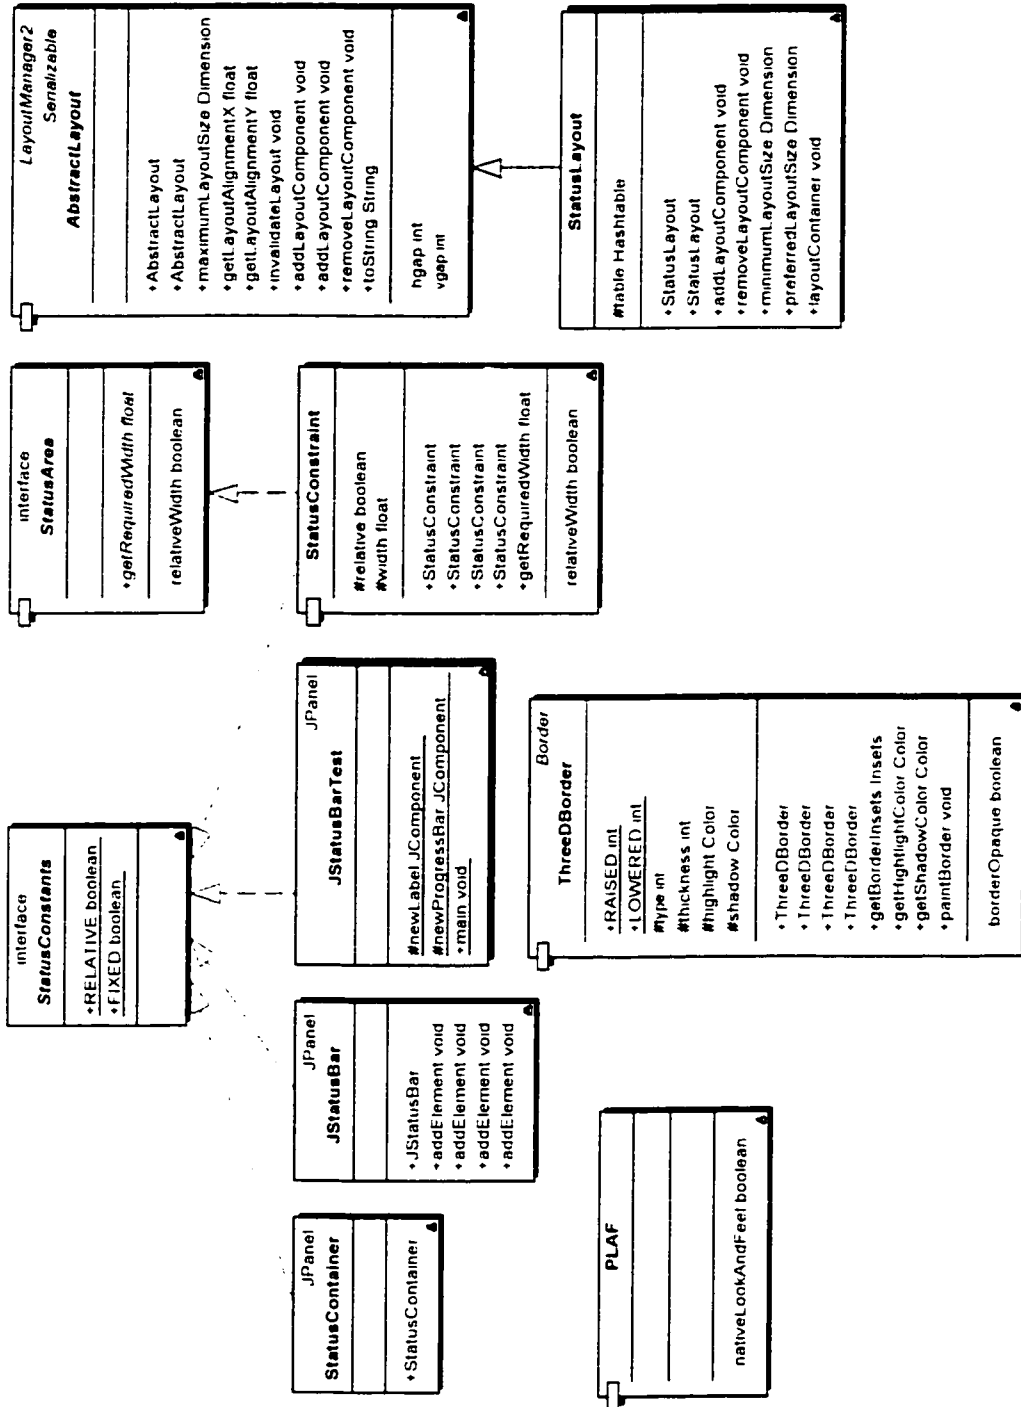 interface
StatusConstants
+RELATIVE boolean
+FIXED boolean
interface
StatusArea
+getRequiredWidth float
relativeWidth boolean
LayoutManager2
Serializable
AbstractLayout
+AbstractLayout
+AbstractLayout
+maximumLayoutSize Dimension
+getLayoutAlignmentX float
+getLayoutAlignmentY float
+invalidateLayout void
+addLayoutComponent void
+addLayoutComponent void
+removeLayoutComponent void
+toString String
hgap int
vgap int
JPanel
StatusContainer
+StatusContainer
JPanel
JStatusBar
+JStatusBar
+addElement void
+addElement void
+addElement void
+addElement void
JPanel
JStatusBarTest
#newLabel JComponent
#newProgressBar JComponent
+main void
StatusConstraint
#relative boolean
#width float
+StatusConstraint
+StatusConstraint
+StatusConstraint
+StatusConstraint
+getRequiredWidth float
relativeWidth boolean
StatusLayout
#table Hashtable
+StatusLayout
+StatusLayout
+addLayoutComponent void
+removeLayoutComponent void
+minimumLayoutSize Dimension
+preferredLayoutSize Dimension
+layoutContainer void
PLAF
nativeLookAndFeel boolean
Border
ThreeDBorder
+RAISED int
+LOWERED int
#type int
#thickness int
#highlight Color
#shadow Color
+ThreeDBorder
+ThreeDBorder
+ThreeDBorder
+ThreeDBorder
+getBorderInsets Insets
+getHightlightColor Color
+getShadowColor Color
+paintBorder void
borderOpaque boolean